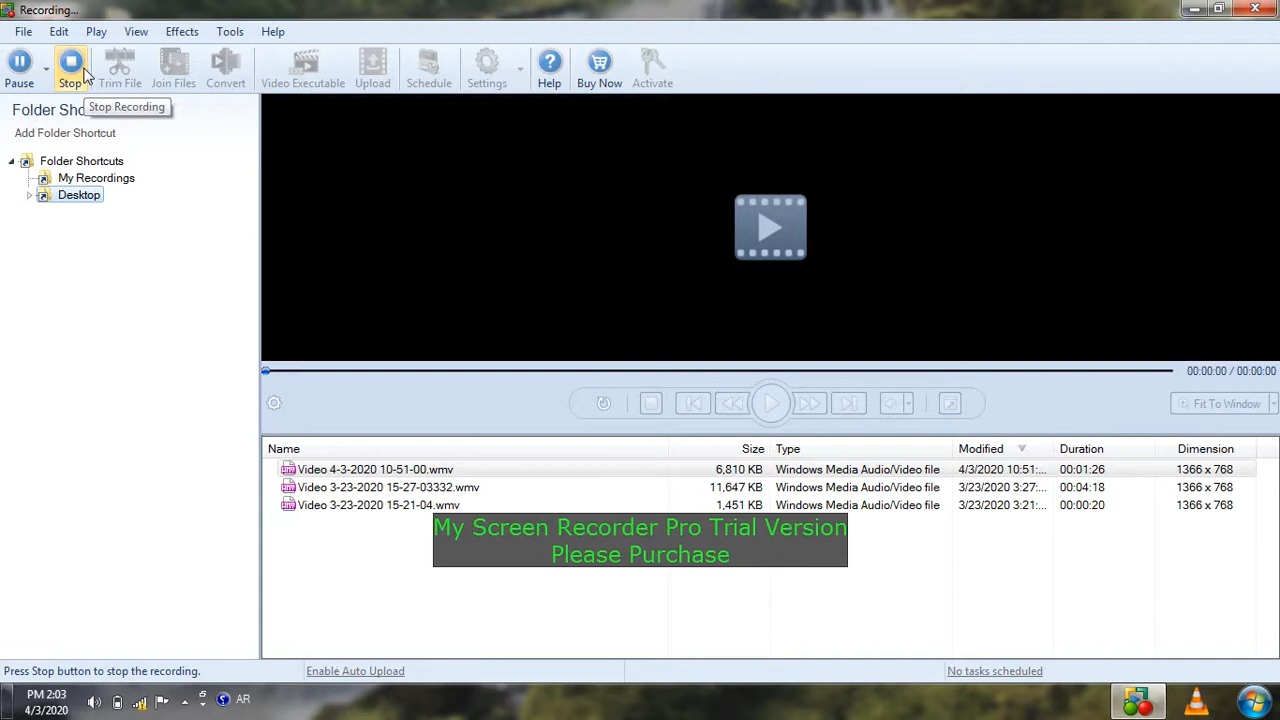 Recording...
File Edit Play View Effects Tools Help
Pause Stop Trim File Join Files Convert Video Executable Upload Schedule Settings Help Buy Now Activate
Stop Recording
Folder Sho
Add Folder Shortcut
Folder Shortcuts
My Recordings
Desktop
00:00:00 / 00:00:00
Fit To Window
Name Size Type Modified Duration Dimension
Video 4-3-2020 10-51-00.wmv 6,810 KB Windows Media Audio/Video file 4/3/2020 10:51:... 00:01:26 1366 x 768
Video 3-23-2020 15-27-03332.wmv 11,647 KB Windows Media Audio/Video file 3/23/2020 3:27:... 00:04:18 1366 x 768
Video 3-23-2020 15-21-04.wmv 1,451 KB Windows Media Audio/Video file 3/23/2020 3:21:... 00:00:20 1366 x 768
My Screen Recorder Pro Trial Version
Please Purchase
Press Stop button to stop the recording. Enable Auto Upload No tasks scheduled
PM 2:03
4/3/2020
AR